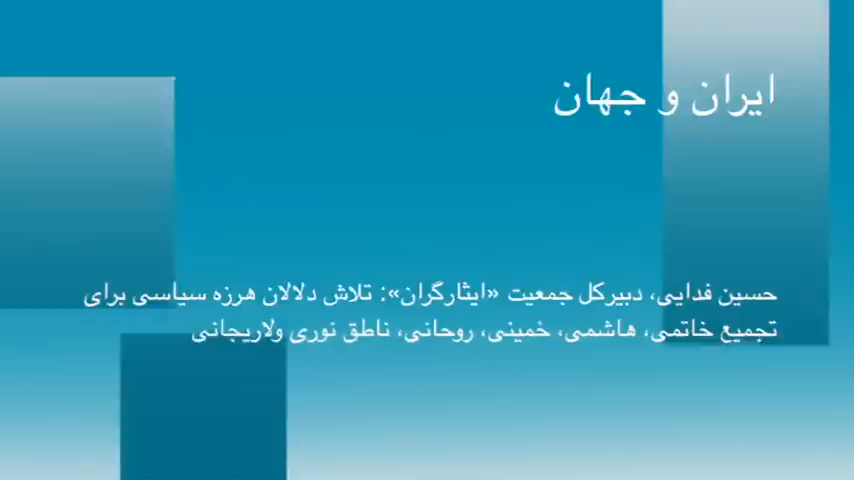 ایران و جهان
حسین فدایی، دبیرکل جمعیت «ایثارگران»: تلاش دلالان هرزه سیاسی برای
تجمیع خاتمی، هاشمی، خمینی، روحانی، ناطق نوری ولاریجانی